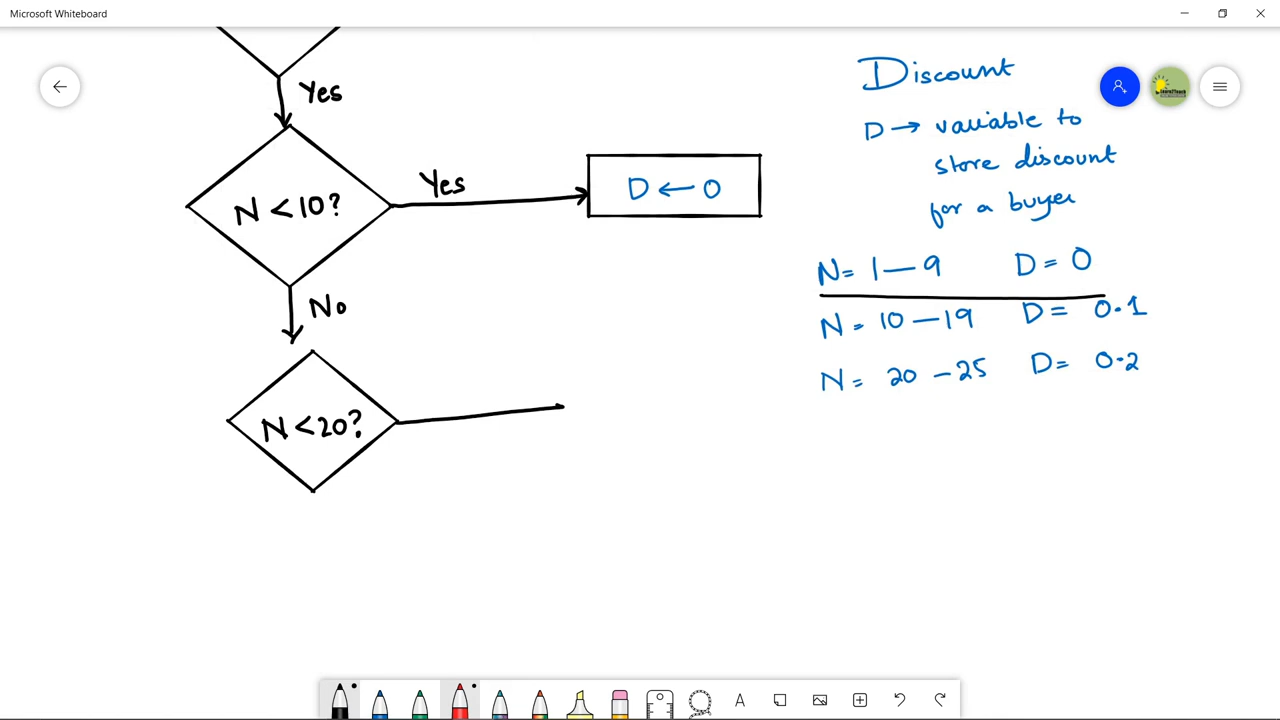 Microsoft Whiteboard
Yes
N < 10?
Yes
D ← 0
No
N < 20?
Discount
D → variable to
store discount
for a buyer
N = 1 — 9 D = 0
N = 10 — 19 D = 0.1
N = 20 — 25 D = 0.2
A